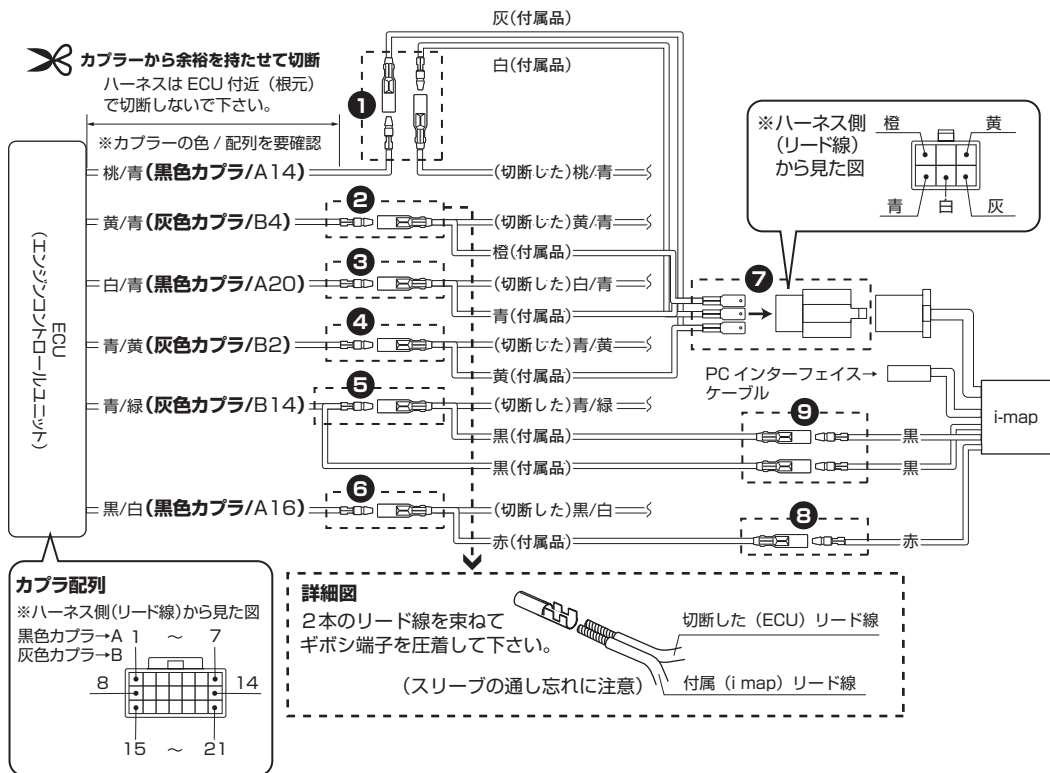 灰(付属品)
白(付属品)
カプラーから余裕を持たせて切断
ハーネスは ECU 付近（根元）
で切断しないで下さい。
※カプラーの色 / 配列を要確認
❶
桃/青(黒色カプラ/A14)
(切断した)桃/青
❷
黄/青(灰色カプラ/B4)
(切断した)黄/青
橙(付属品)
❸
白/青(黒色カプラ/A20)
(切断した)白/青
青(付属品)
❹
青/黄(灰色カプラ/B2)
(切断した)青/黄
黄(付属品)
❺
青/緑(灰色カプラ/B14)
(切断した)青/緑
黒(付属品)
黒(付属品)
❻
黒/白(黒色カプラ/A16)
(切断した)黒/白
赤(付属品)
ECU
(エンジンコントロールユニット)
※ハーネス側
(リード線)
から見た図
橙
黄
青
白
灰
❼
PC インターフェイス→
ケーブル
i-map
❾
黒
黒
❽
赤
カプラ配列
※ハーネス側(リード線)から見た図
黒色カプラ→A
灰色カプラ→B
1 ～ 7
8
14
15 ～ 21
詳細図
２本のリード線を束ねて
ギボシ端子を圧着して下さい。
(スリーブの通し忘れに注意)
切断した（ECU）リード線
付属（i map）リード線